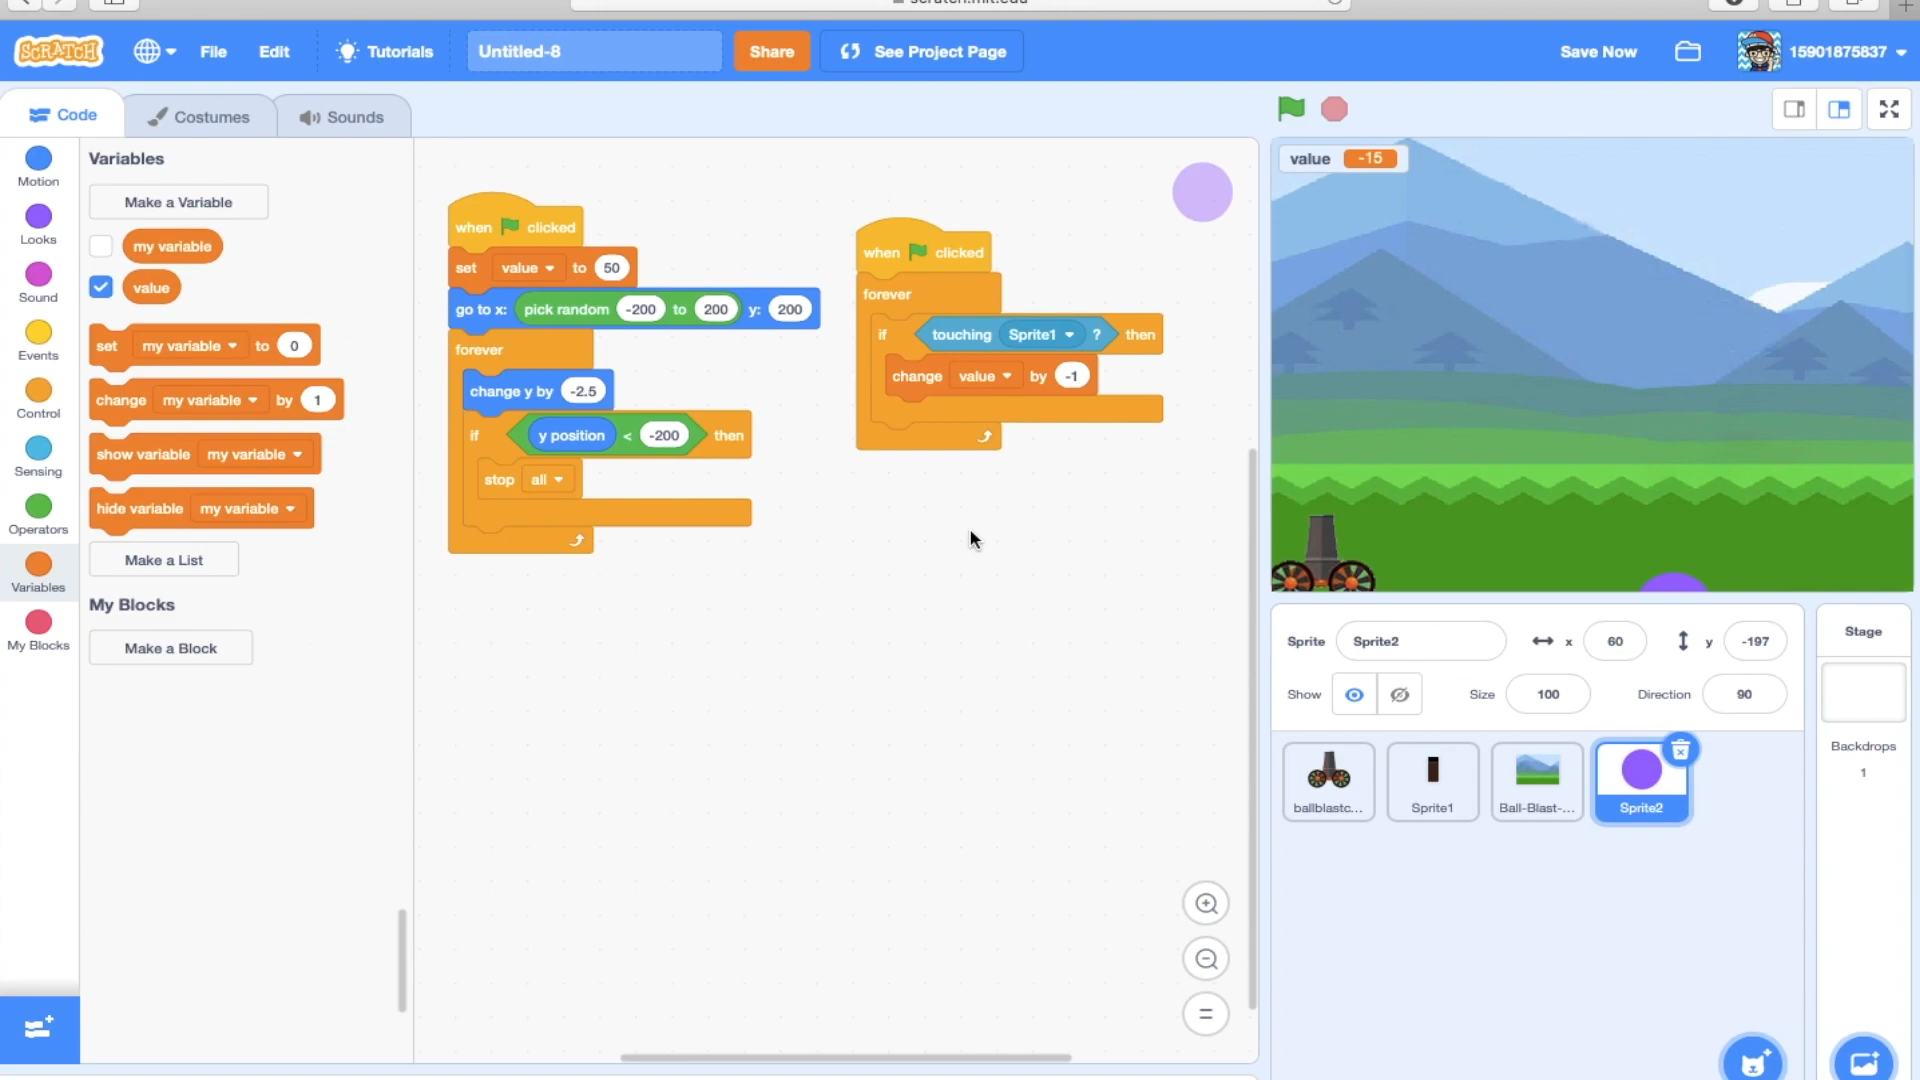 scratch.mit.edu
SCRATCH
File
Edit
Tutorials
Untitled-8
Share
See Project Page
Save Now
15901875837
Code
Costumes
Sounds
Motion
Looks
Sound
Events
Control
Sensing
Operators
Variables
My Blocks
Variables
Make a Variable
my variable
value
set my variable to 0
change my variable by 1
show variable my variable
hide variable my variable
Make a List
My Blocks
Make a Block
when clicked
set value to 50
go to x: pick random -200 to 200 y: 200
forever
change y by -2.5
if y position < -200 then
stop all
when clicked
forever
if touching Sprite1 ? then
change value by -1
value -15
Sprite Sprite2 x 60 y -197
Show Size 100 Direction 90
ballblastc...
Sprite1
Ball-Blast-...
Sprite2
Stage
Backdrops
1